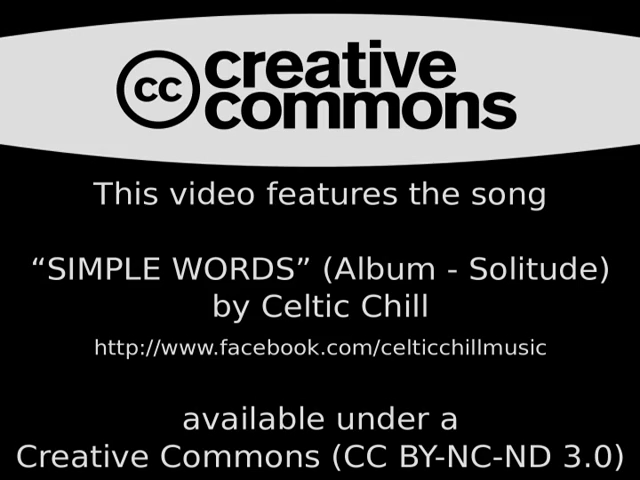 cc creative
commons
This video features the song
“SIMPLE WORDS” (Album - Solitude)
by Celtic Chill
http://www.facebook.com/celticchillmusic
available under a
Creative Commons (CC BY-NC-ND 3.0)